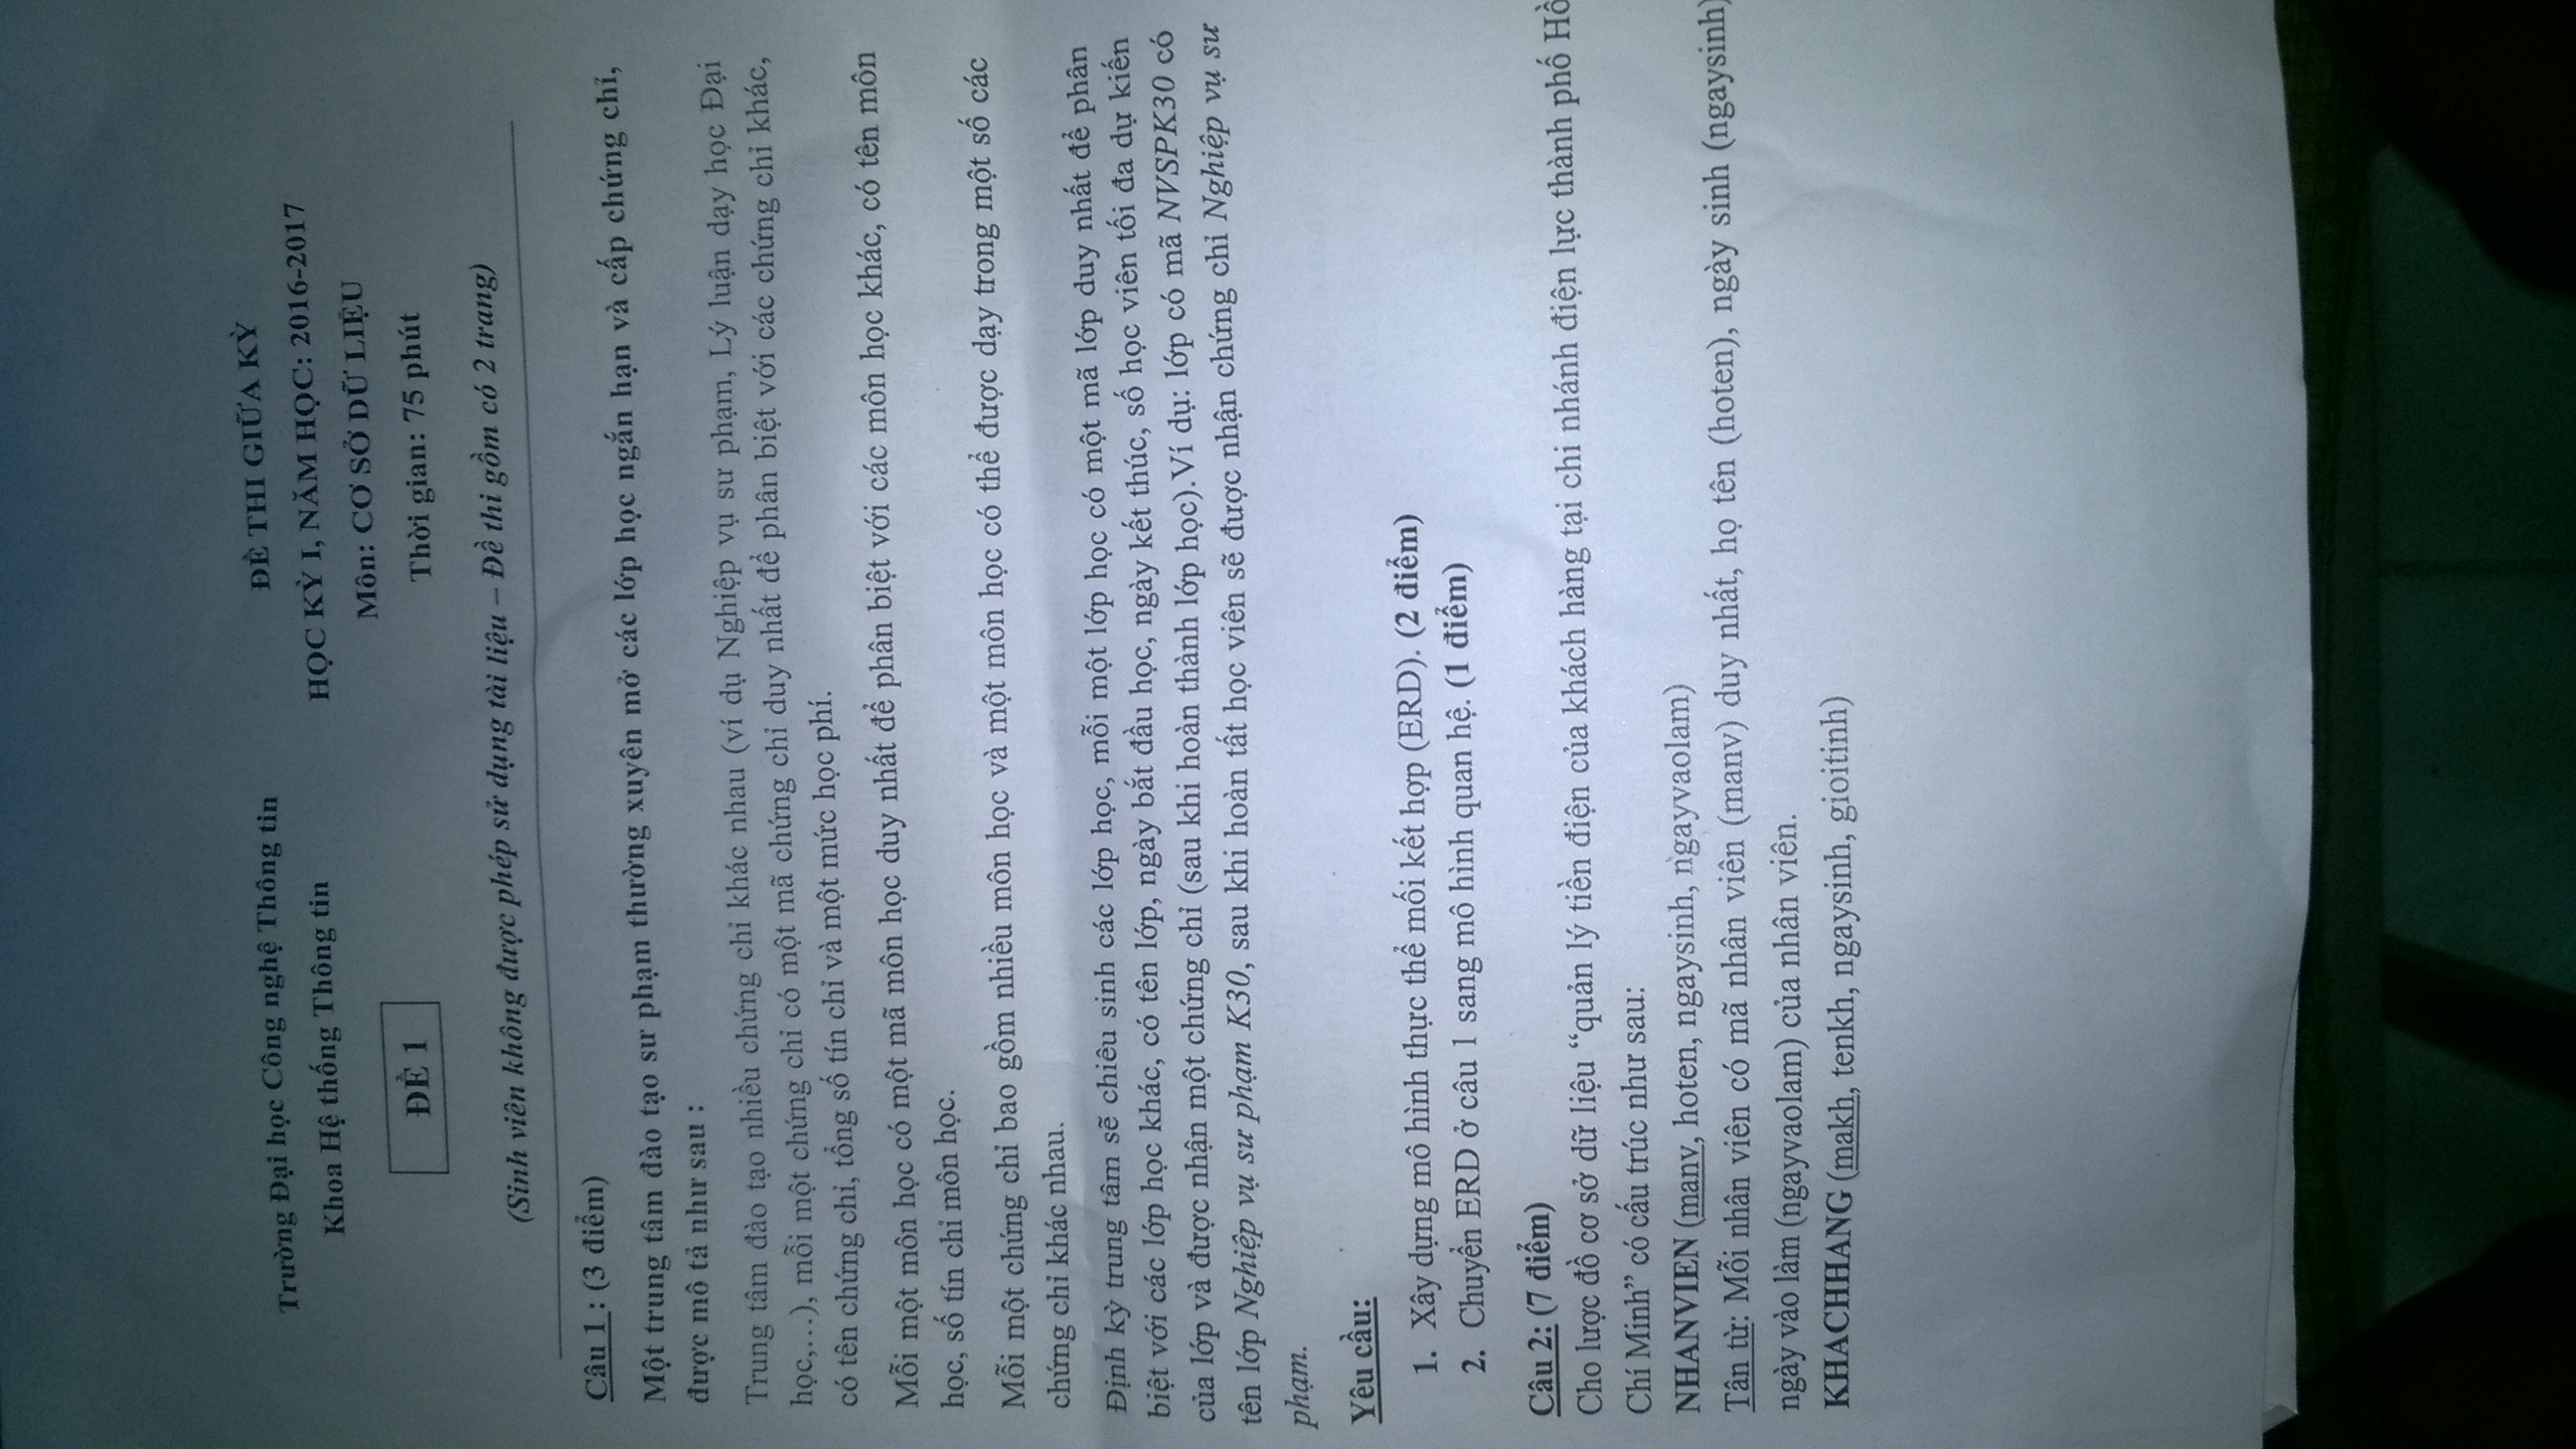 Trường Đại học Công nghệ Thông tin
Khoa Hệ thống Thông tin
ĐỀ 1
ĐỀ THI GIỮA KỲ
HỌC KỲ I, NĂM HỌC: 2016-2017
Môn: CƠ SỞ DỮ LIỆU
Thời gian: 75 phút
(Sinh viên không được phép sử dụng tài liệu – Đề thi gồm có 2 trang)
Câu 1 : (3 điểm)
Một trung tâm đào tạo sư phạm thường xuyên mở các lớp học ngắn hạn và cấp chứng chỉ,
được mô tả như sau :
Trung tâm đào tạo nhiều chứng chỉ khác nhau (ví dụ Nghiệp vụ sư phạm, Lý luận dạy học Đại
học,…), mỗi một chứng chỉ có một mã chứng chỉ duy nhất để phân biệt với các chứng chỉ khác,
có tên chứng chỉ, tổng số tín chỉ và một mức học phí.
Mỗi một môn học có một mã môn học duy nhất để phân biệt với các môn học khác, có tên môn
học, số tín chỉ môn học.
Mỗi một chứng chỉ bao gồm nhiều môn học và một môn học có thể được dạy trong một số các
chứng chỉ khác nhau.
Định kỳ trung tâm sẽ chiêu sinh các lớp học, mỗi một lớp học có một mã lớp duy nhất để phân
biệt với các lớp học khác, có tên lớp, ngày bắt đầu học, ngày kết thúc, số học viên tối đa dự kiến
của lớp và được nhận một chứng chỉ (sau khi hoàn thành lớp học).Ví dụ: lớp có mã NVSPK30 có
tên lớp Nghiệp vụ sư phạm K30, sau khi hoàn tất học viên sẽ được nhận chứng chỉ Nghiệp vụ sư
phạm.
Yêu cầu:
1. Xây dựng mô hình thực thể mối kết hợp (ERD). (2 điểm)
2. Chuyển ERD ở câu 1 sang mô hình quan hệ. (1 điểm)
Câu 2: (7 điểm)
Cho lược đồ cơ sở dữ liệu “quản lý tiền điện của khách hàng tại chi nhánh điện lực thành phố Hồ
Chí Minh” có cấu trúc như sau:
NHANVIEN (manv, hoten, ngaysinh, ngayvaolam)
Tân từ: Mỗi nhân viên có mã nhân viên (manv) duy nhất, họ tên (hoten), ngày sinh (ngaysinh)
ngày vào làm (ngayvaolam) của nhân viên.
KHACHHANG (makh, tenkh, ngaysinh, gioitinh)